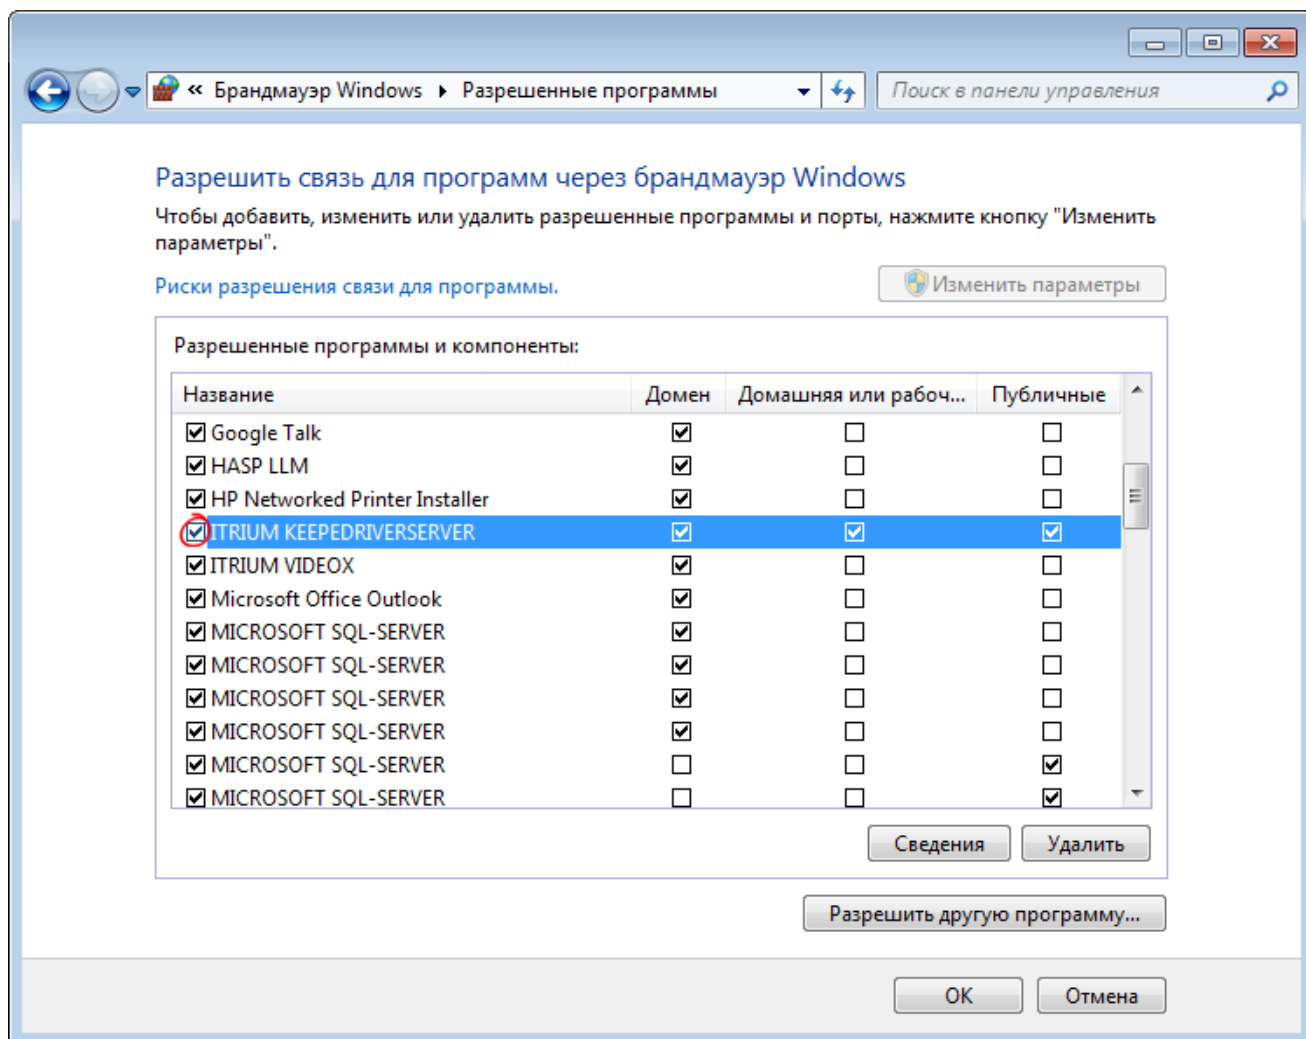 « Брандмауэр Windows Разрешенные программы
Поиск в панели управления
Разрешить связь для программ через брандмауэр Windows
Чтобы добавить, изменить или удалить разрешенные программы и порты, нажмите кнопку "Изменить
параметры".
Риски разрешения связи для программы.
Изменить параметры
Разрешенные программы и компоненты:
Название Домен Домашняя или рабоч... Публичные
Google Talk
HASP LLM
HP Networked Printer Installer
ITRIUM KEEPEDRIVERSERVER
ITRIUM VIDEOX
Microsoft Office Outlook
MICROSOFT SQL-SERVER
MICROSOFT SQL-SERVER
MICROSOFT SQL-SERVER
MICROSOFT SQL-SERVER
MICROSOFT SQL-SERVER
MICROSOFT SQL-SERVER
Сведения Удалить
Разрешить другую программу...
OK Отмена